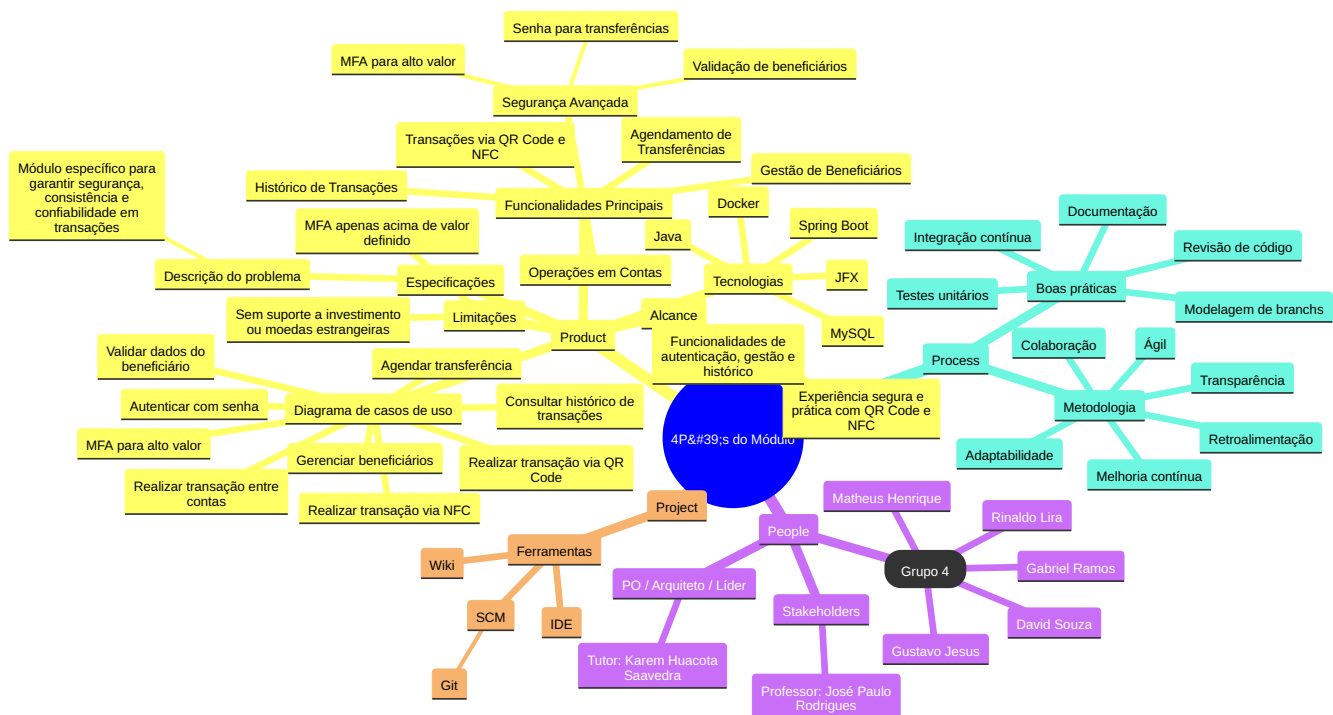 Senha para transferências
MFA para alto valor
Validação de beneficiários
Segurança Avançada
Transações via QR Code e
NFC
Agendamento de
Transferências
Gestão de Beneficiários
Histórico de Transações
Funcionalidades Principais
Módulo específico para
garantir segurança,
consistência e
confiabilidade em
transações
Descrição do problema
MFA apenas acima de valor
definido
Especificações
Operações em Contas
Java
Docker
Spring Boot
Tecnologias
JFX
MySQL
Sem suporte a investimento
ou moedas estrangeiras
Limitações
Product
Alcance
Funcionalidades de
autenticação, gestão e
histórico
Experiência segura e
prática com QR Code e
NFC
Validar dados do
beneficiário
Agendar transferência
Autenticar com senha
Diagrama de casos de uso
Consultar histórico de
transações
MFA para alto valor
Gerenciar beneficiários
Realizar transação via QR
Code
Realizar transação entre
contas
Realizar transação via NFC
4P&#39;s do Módulo
Documentação
Integração contínua
Revisão de código
Testes unitários
Boas práticas
Modelagem de branchs
Process
Colaboração
Ágil
Transparência
Metodologia
Retroalimentação
Adaptabilidade
Melhoria contínua
Project
Ferramentas
Wiki
SCM
IDE
Git
People
PO / Arquiteto / Líder
Tutor: Karem Huacota
Saavedra
Stakeholders
Professor: José Paulo
Rodrigues
Matheus Henrique
Rinaldo Lira
Grupo 4
Gabriel Ramos
David Souza
Gustavo Jesus